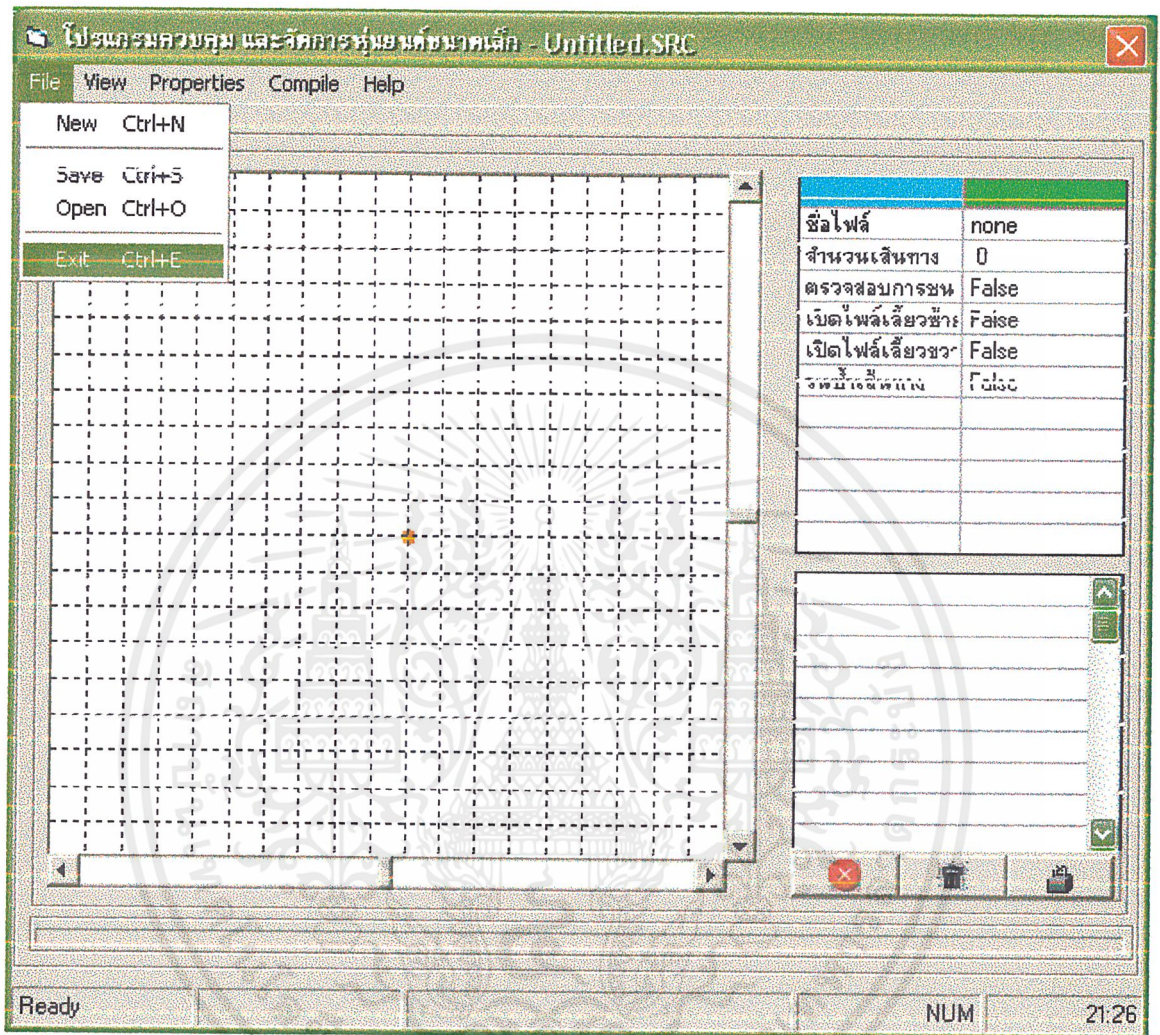 โปรแกรมควบคุม และจัดการหุ่นยนต์ขนาดเล็ก - Untitled.SRC
File View Properties Compile Help
New Ctrl+N
Save Ctrl+S
Open Ctrl+O
Exit Ctrl+E
ชื่อไฟล์ none
จำนวนเส้นทาง 0
ตรวจสอบการชน False
เปิดไฟล์เลี้ยวซ้าย False
เปิดไฟล์เลี้ยวขวา False
False
Ready NUM 21:26